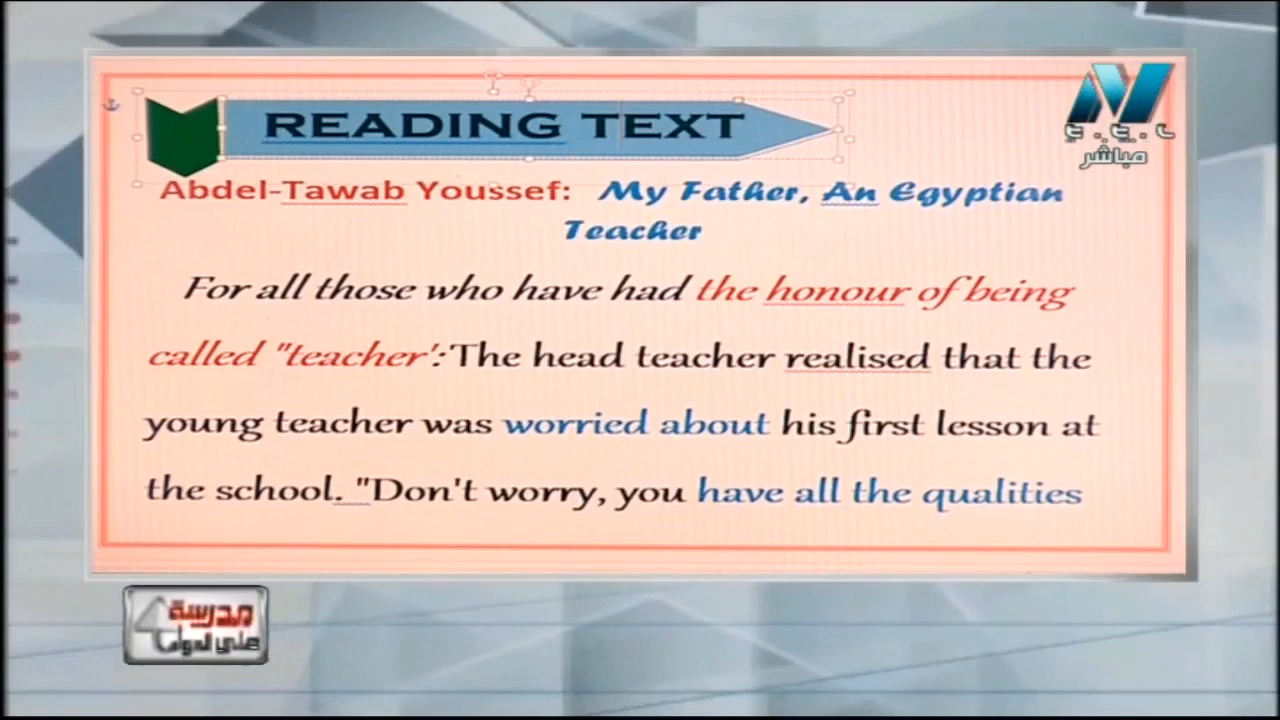 READING TEXT
ح.ع.ع
مباشر
Abdel-Tawab Youssef: My Father, An Egyptian
Teacher
For all those who have had the honour of being
called "teacher': The head teacher realised that the
young teacher was worried about his first lesson at
the school. "Don't worry, you have all the qualities
مدرسة
على الهواء